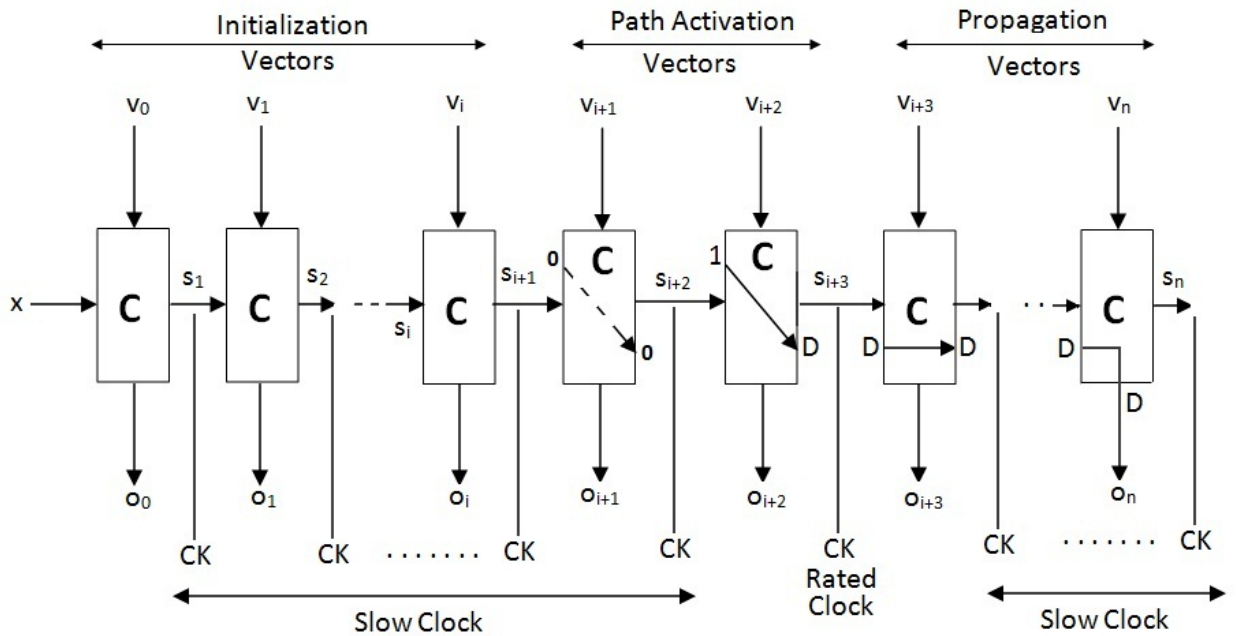 Initialization Path Activation Propagation
Vectors Vectors Vectors
v0 v1 vi vi+1 vi+2 vi+3 vn
C C
0 1
s1 s2 si+1 si+2 si+3 sn
x C C C C C
si
0 D D D D
D
o0 o1 oi oi+1 oi+2 oi+3 on
CK CK ....... CK CK CK CK ....... CK
Rated
Clock
Slow Clock Slow Clock